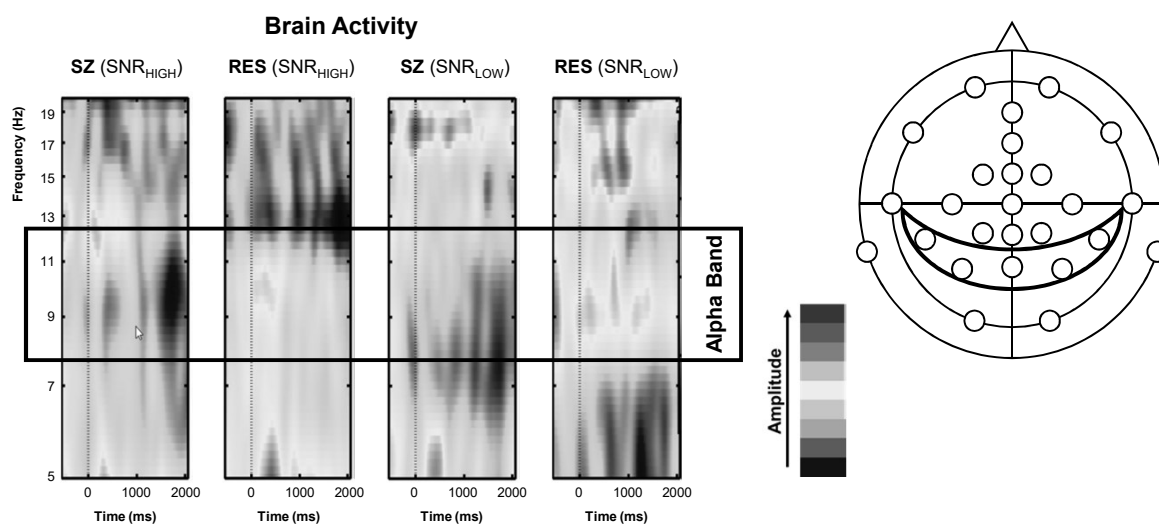 Brain Activity
SZ (SNRHIGH) RES (SNRHIGH) SZ (SNRLOW) RES (SNRLOW)
Frequency (Hz)
19
17
15
13
11
9
7
5
0 1000 2000 0 1000 2000 0 1000 2000 0 1000 2000
Time (ms) Time (ms) Time (ms) Time (ms)
Alpha Band
Amplitude